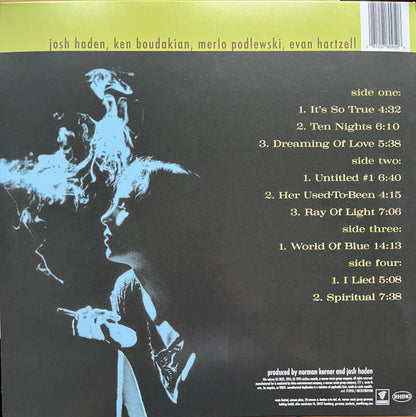 josh haden, ken boudakian, merlo podlewski, evan hartzell
side one:
1. It's So True 4:32
2. Ten Nights 6:10
3. Dreaming Of Love 5:38
side two:
1. Untitled #1 6:40
2. Her Used-To-Been 4:15
3. Ray Of Light 7:06
side three:
1. World Of Blue 14:13
side four:
1. I Lied 5:08
2. Spiritual 7:38
produced by norman kerner and josh haden
RHINO